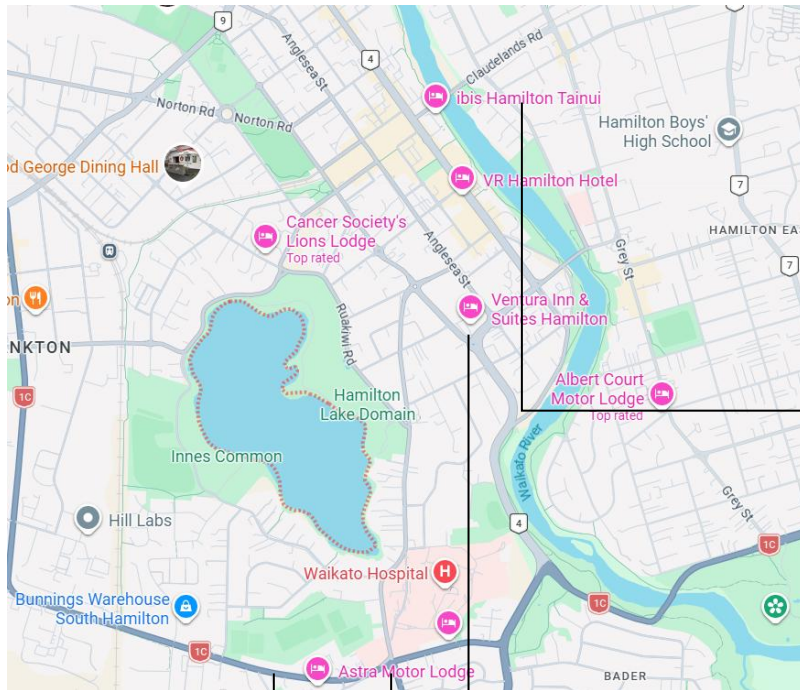 9
Anglesea St
4
Claudelands Rd
ibis Hamilton Tainui
Norton Rd
Norton Rd
Hamilton Boys'
High School
od George Dining Hall
VR Hamilton Hotel
7
Cancer Society's
Lions Lodge
Top rated
Anglesea St
Grey St
HAMILTON EA
7
Ventura Inn &
Suites Hamilton
on
Ruakiwi Rd
NKTON
1C
Hamilton
Lake Domain
Albert Court
Motor Lodge
Top rated
Innes Common
Waikato River
Hill Labs
4
Grey St
1C
Waikato Hospital
H
Bunnings Warehouse
South Hamilton
1C
1C
Astra Motor Lodge
BADER